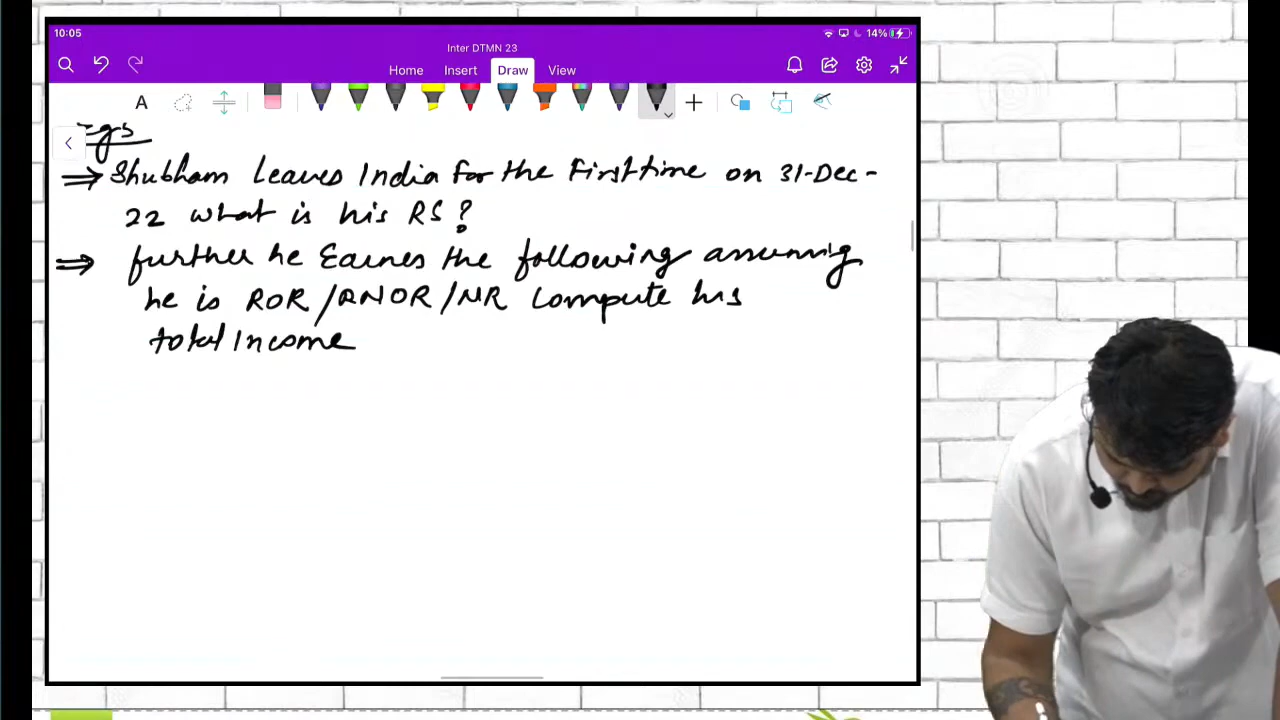 10:05
14%
Inter DTMN 23
Home Insert Draw View
A
Egs
⇒ Shubham Leaves India for the First time on 31-Dec-
22 what is his RS?
⇒ further he Earnes the following assuming
he is ROR/RNOR/NR Compute his
total Income